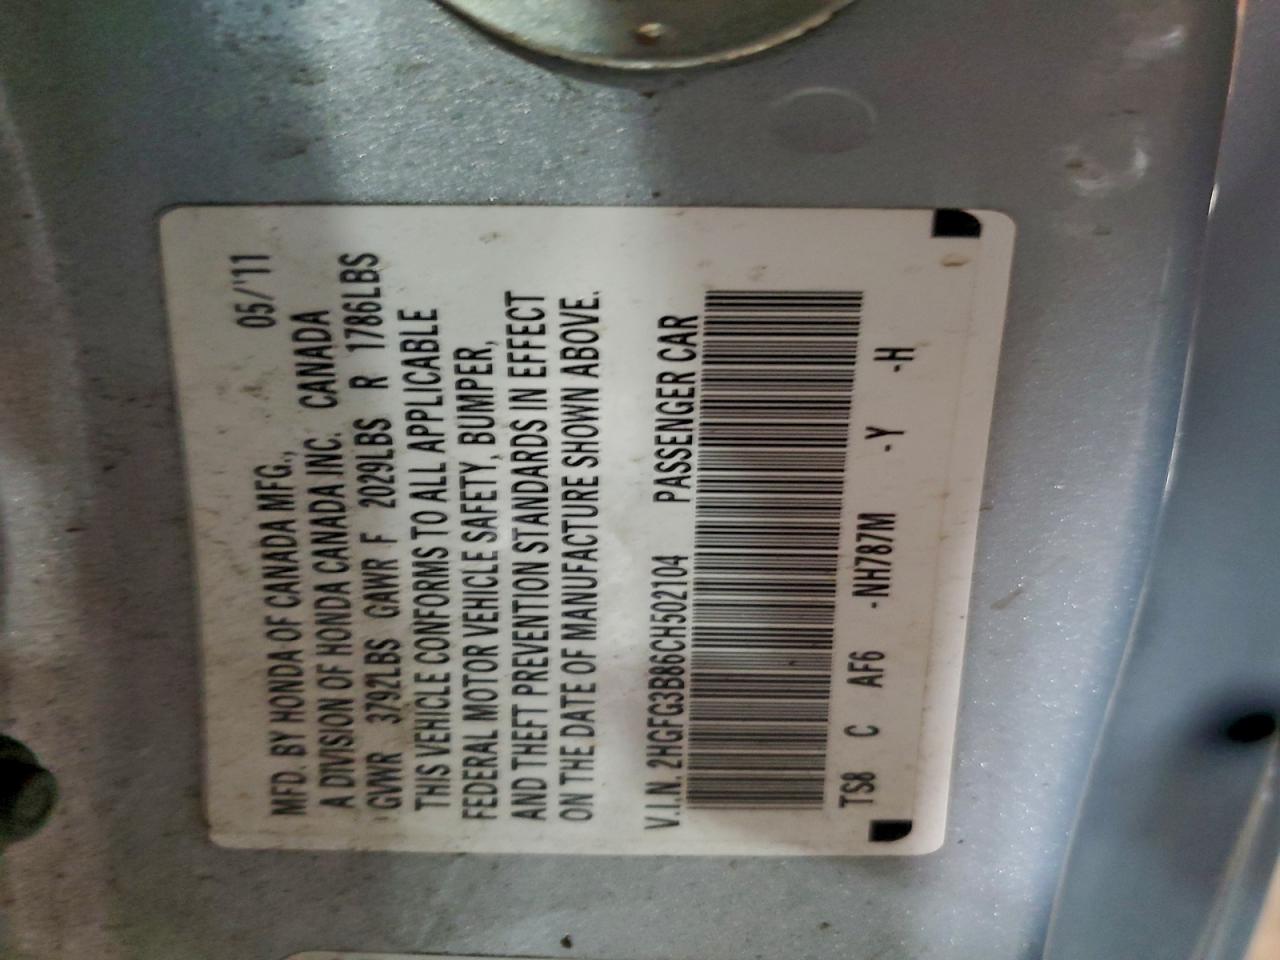 MFD. BY HONDA OF CANADA MFG., 05/'11
A DIVISION OF HONDA CANADA INC. CANADA
GVWR 3792LBS GAWR F 2029LBS R 1786LBS
THIS VEHICLE CONFORMS TO ALL APPLICABLE
FEDERAL MOTOR VEHICLE SAFETY, BUMPER,
AND THEFT PREVENTION STANDARDS IN EFFECT
ON THE DATE OF MANUFACTURE SHOWN ABOVE.
V.I.N. 2HGFG3B86CH502104 PASSENGER CAR
TS8 C AF6 -NH787M -Y -H